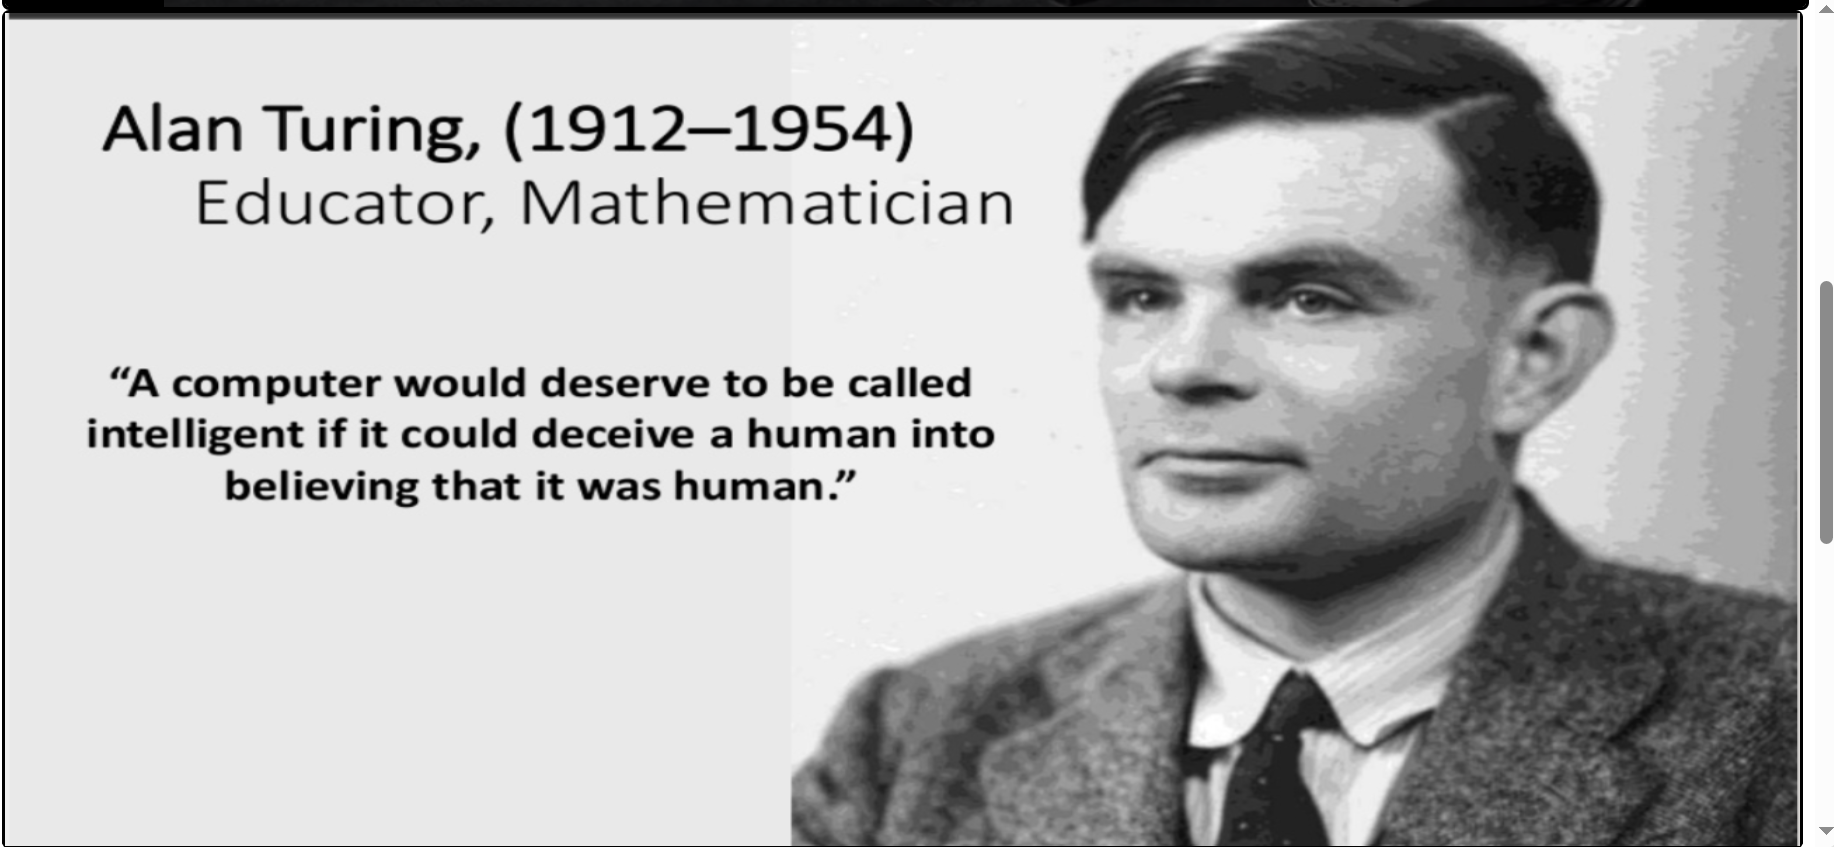 Alan Turing, (1912–1954)
Educator, Mathematician
“A computer would deserve to be called
intelligent if it could deceive a human into
believing that it was human.”